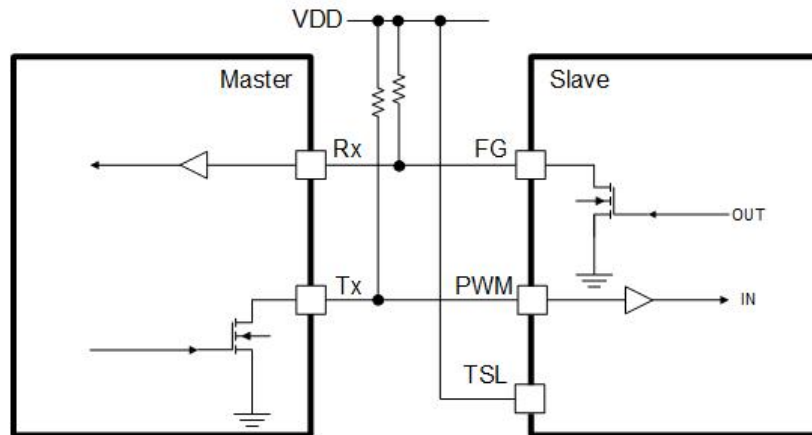 VDD
Master
Slave
Rx
FG
OUT
Tx
PWM
IN
TSL